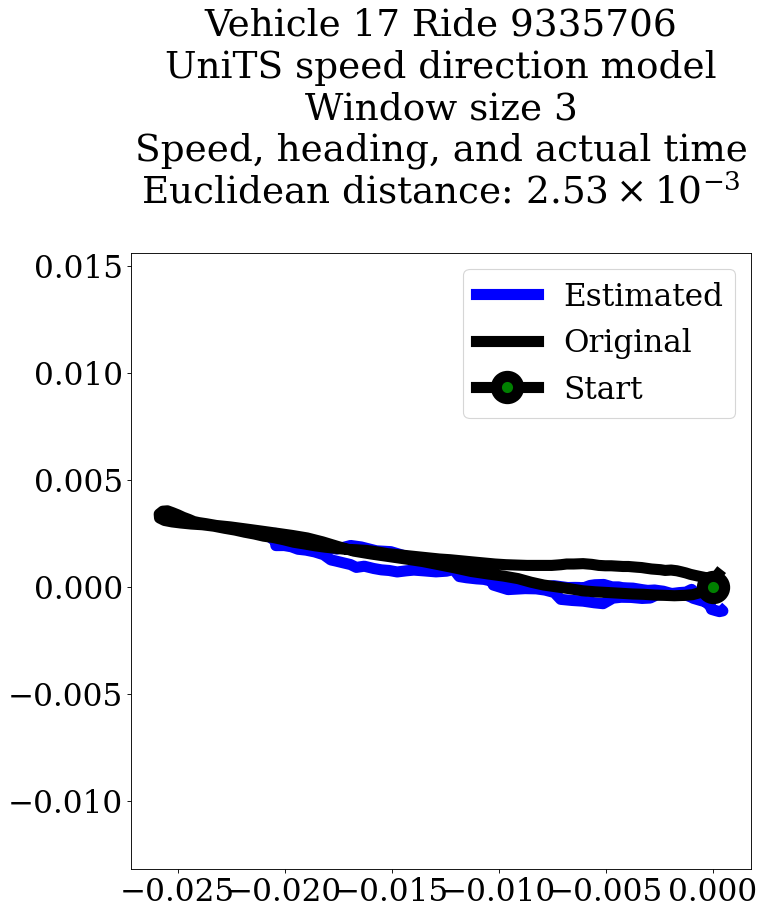 Vehicle 17 Ride 9335706
UniTS speed direction model
Window size 3
Speed, heading, and actual time
Euclidean distance: 2.53 × 10⁻³
Estimated
Original
Start
0.015
0.010
0.005
0.000
−0.005
−0.010
−0.025 −0.020 −0.015 −0.010 −0.005 0.000